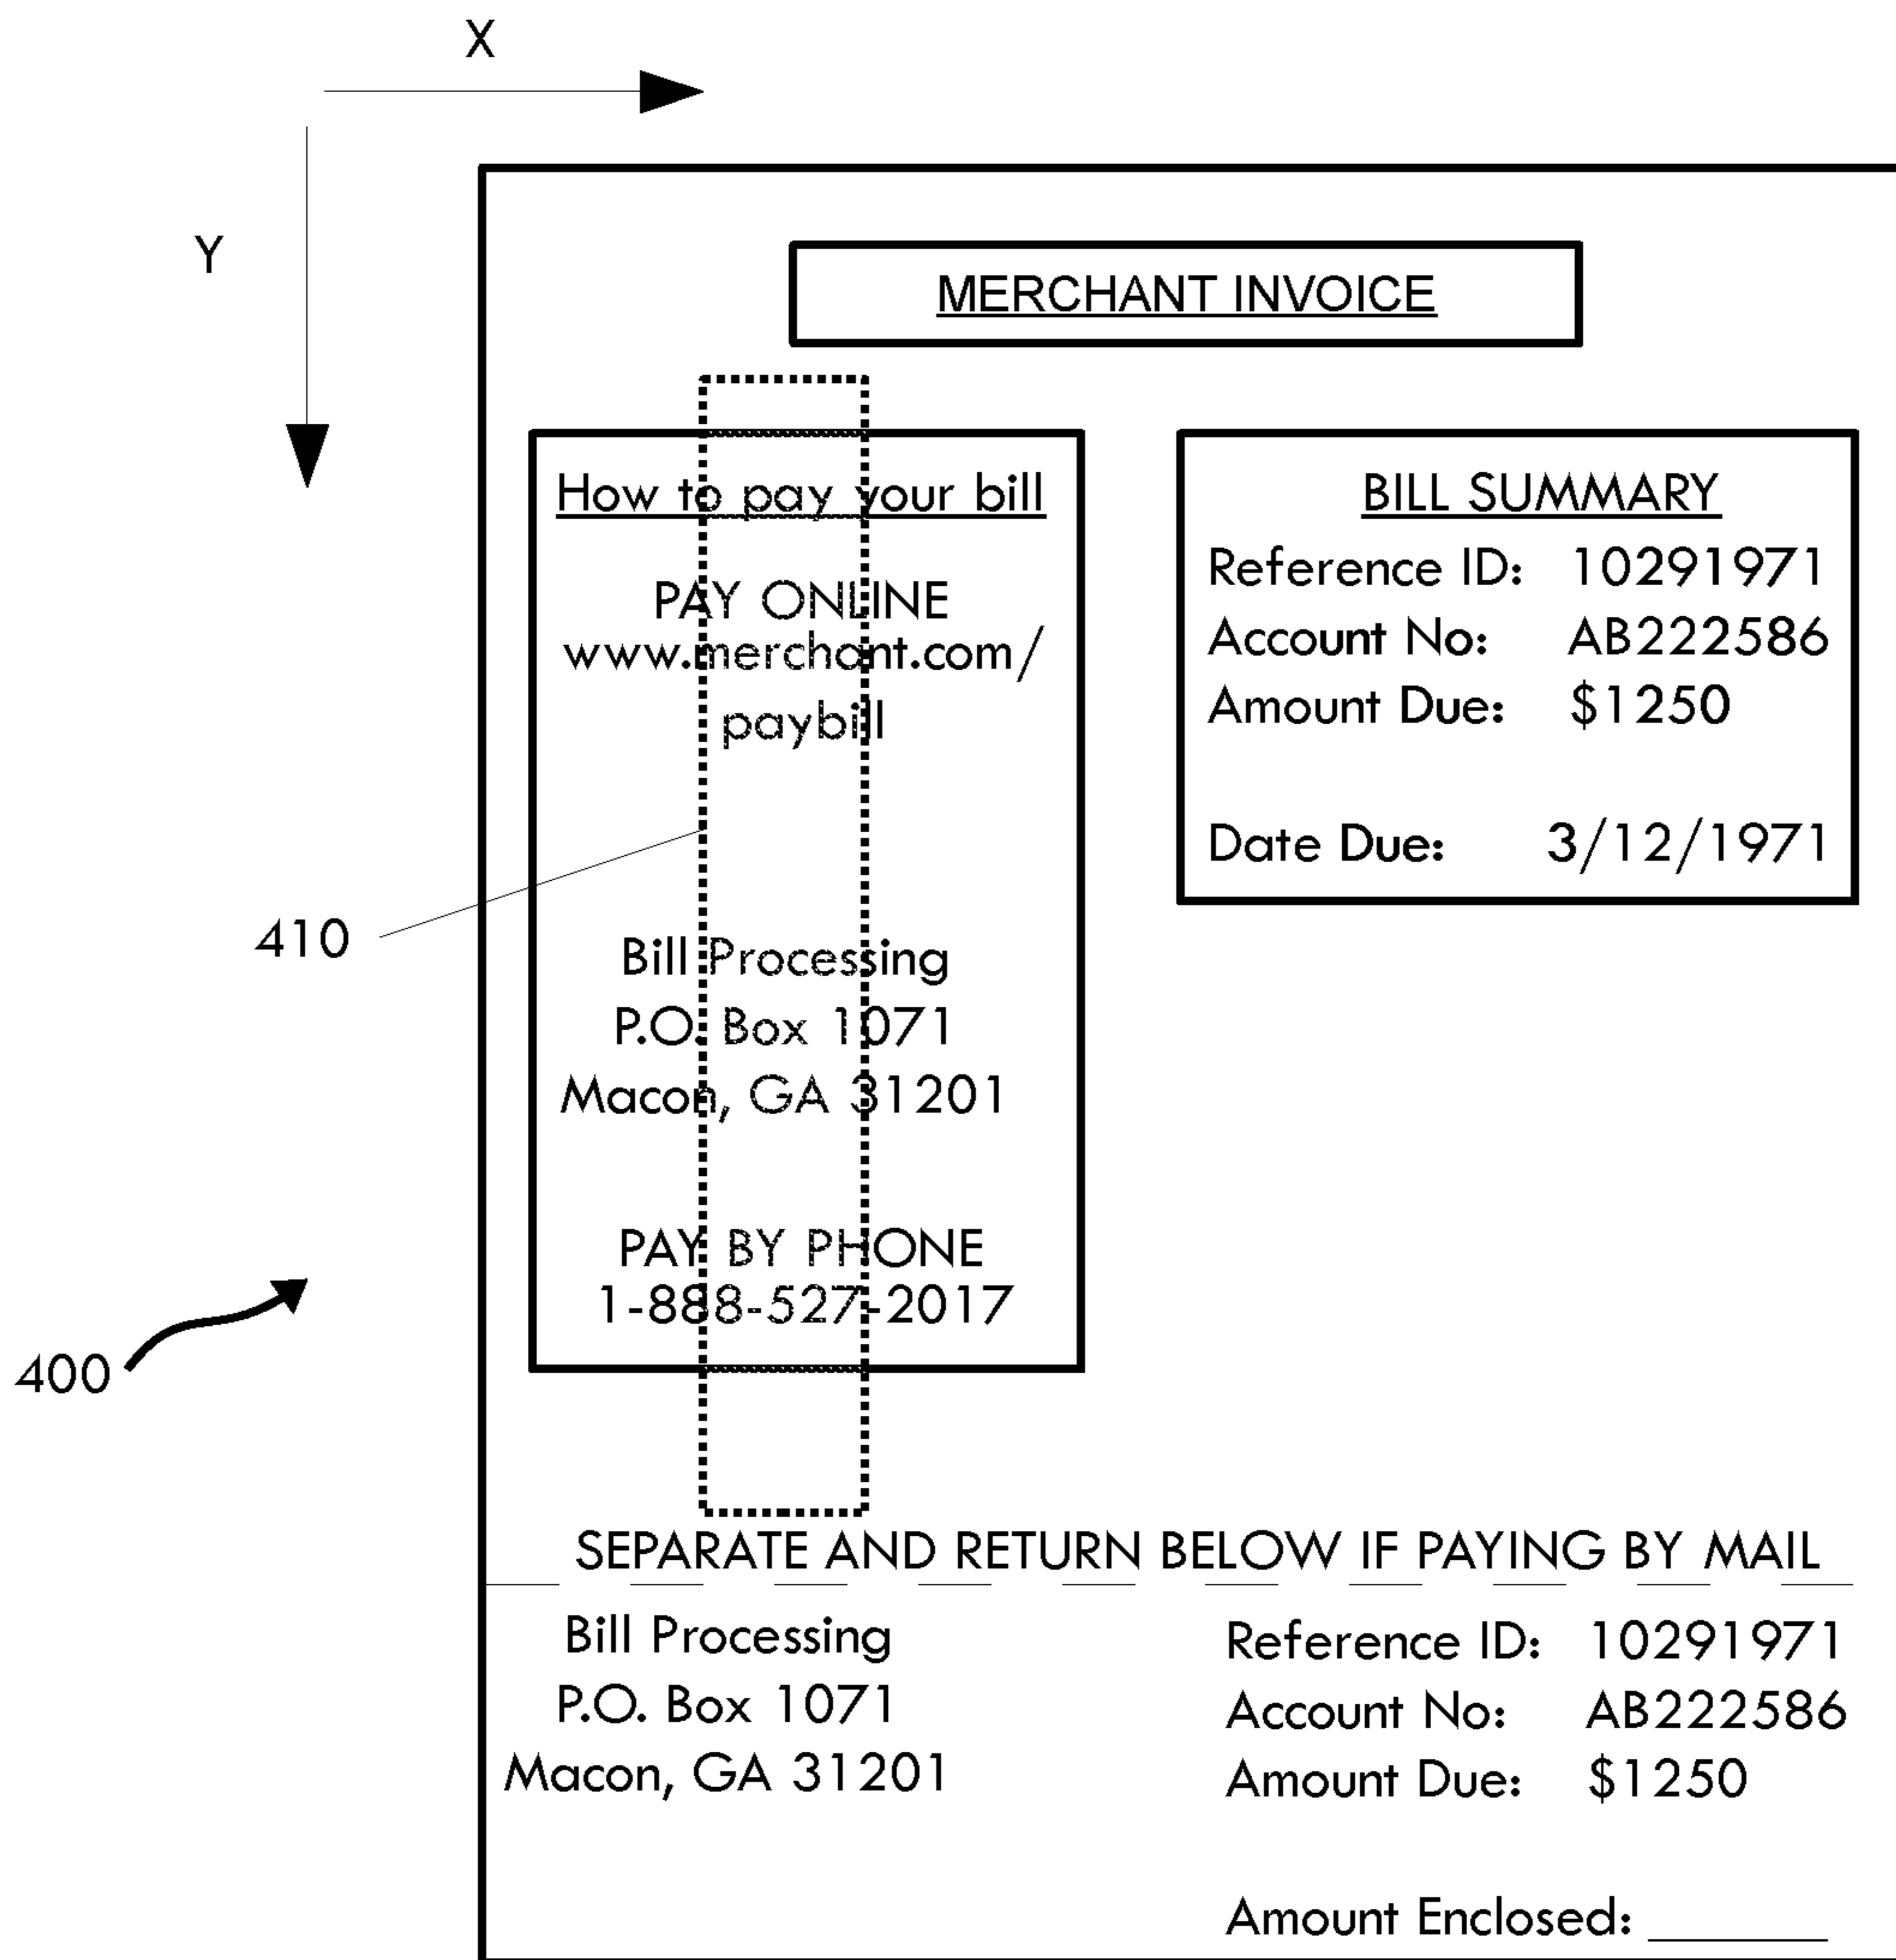 X
Y
MERCHANT INVOICE
How to pay your bill
PAY ONLINE
www.merchant.com/
paybill
Bill Processing
P.O. Box 1071
Macon, GA 31201
PAY BY PHONE
1-888-527-2017
BILL SUMMARY
Reference ID: 10291971
Account No: AB222586
Amount Due: $1250
Date Due: 3/12/1971
410
400
SEPARATE AND RETURN BELOW IF PAYING BY MAIL
Bill Processing
P.O. Box 1071
Macon, GA 31201
Reference ID: 10291971
Account No: AB222586
Amount Due: $1250
Amount Enclosed: ________